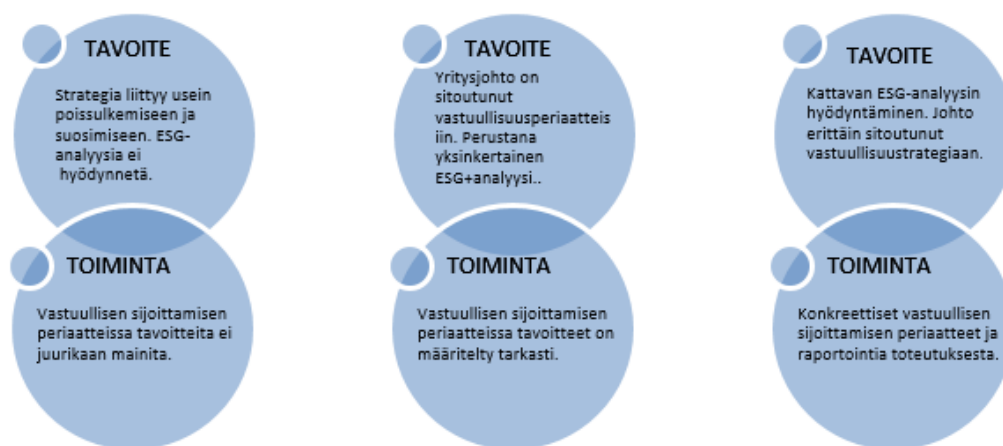 TAVOITE
Strategia liittyy usein
poissulkemiseen ja
suosimiseen. ESG-
analyysia ei
hyödynnetä.
TOIMINTA
Vastuullisen sijoittamisen
periaatteissa tavoitteita ei
juurikaan mainita.
TAVOITE
Yritysjohto on
sitoutunut
vastuullisuusperiaatteis
iin. Perustana
yksinkertainen
ESG+analyysi..
TOIMINTA
Vastuullisen sijoittamisen
periaatteissa tavoitteet on
määritelty tarkasti.
TAVOITE
Kattavan ESG-analyysin
hyödyntäminen. Johto
erittäin sitoutunut
vastuullisuustrategiaan.
TOIMINTA
Konkreettiset vastuullisen
sijoittamisen periaatteet ja
raportointia toteutuksesta.